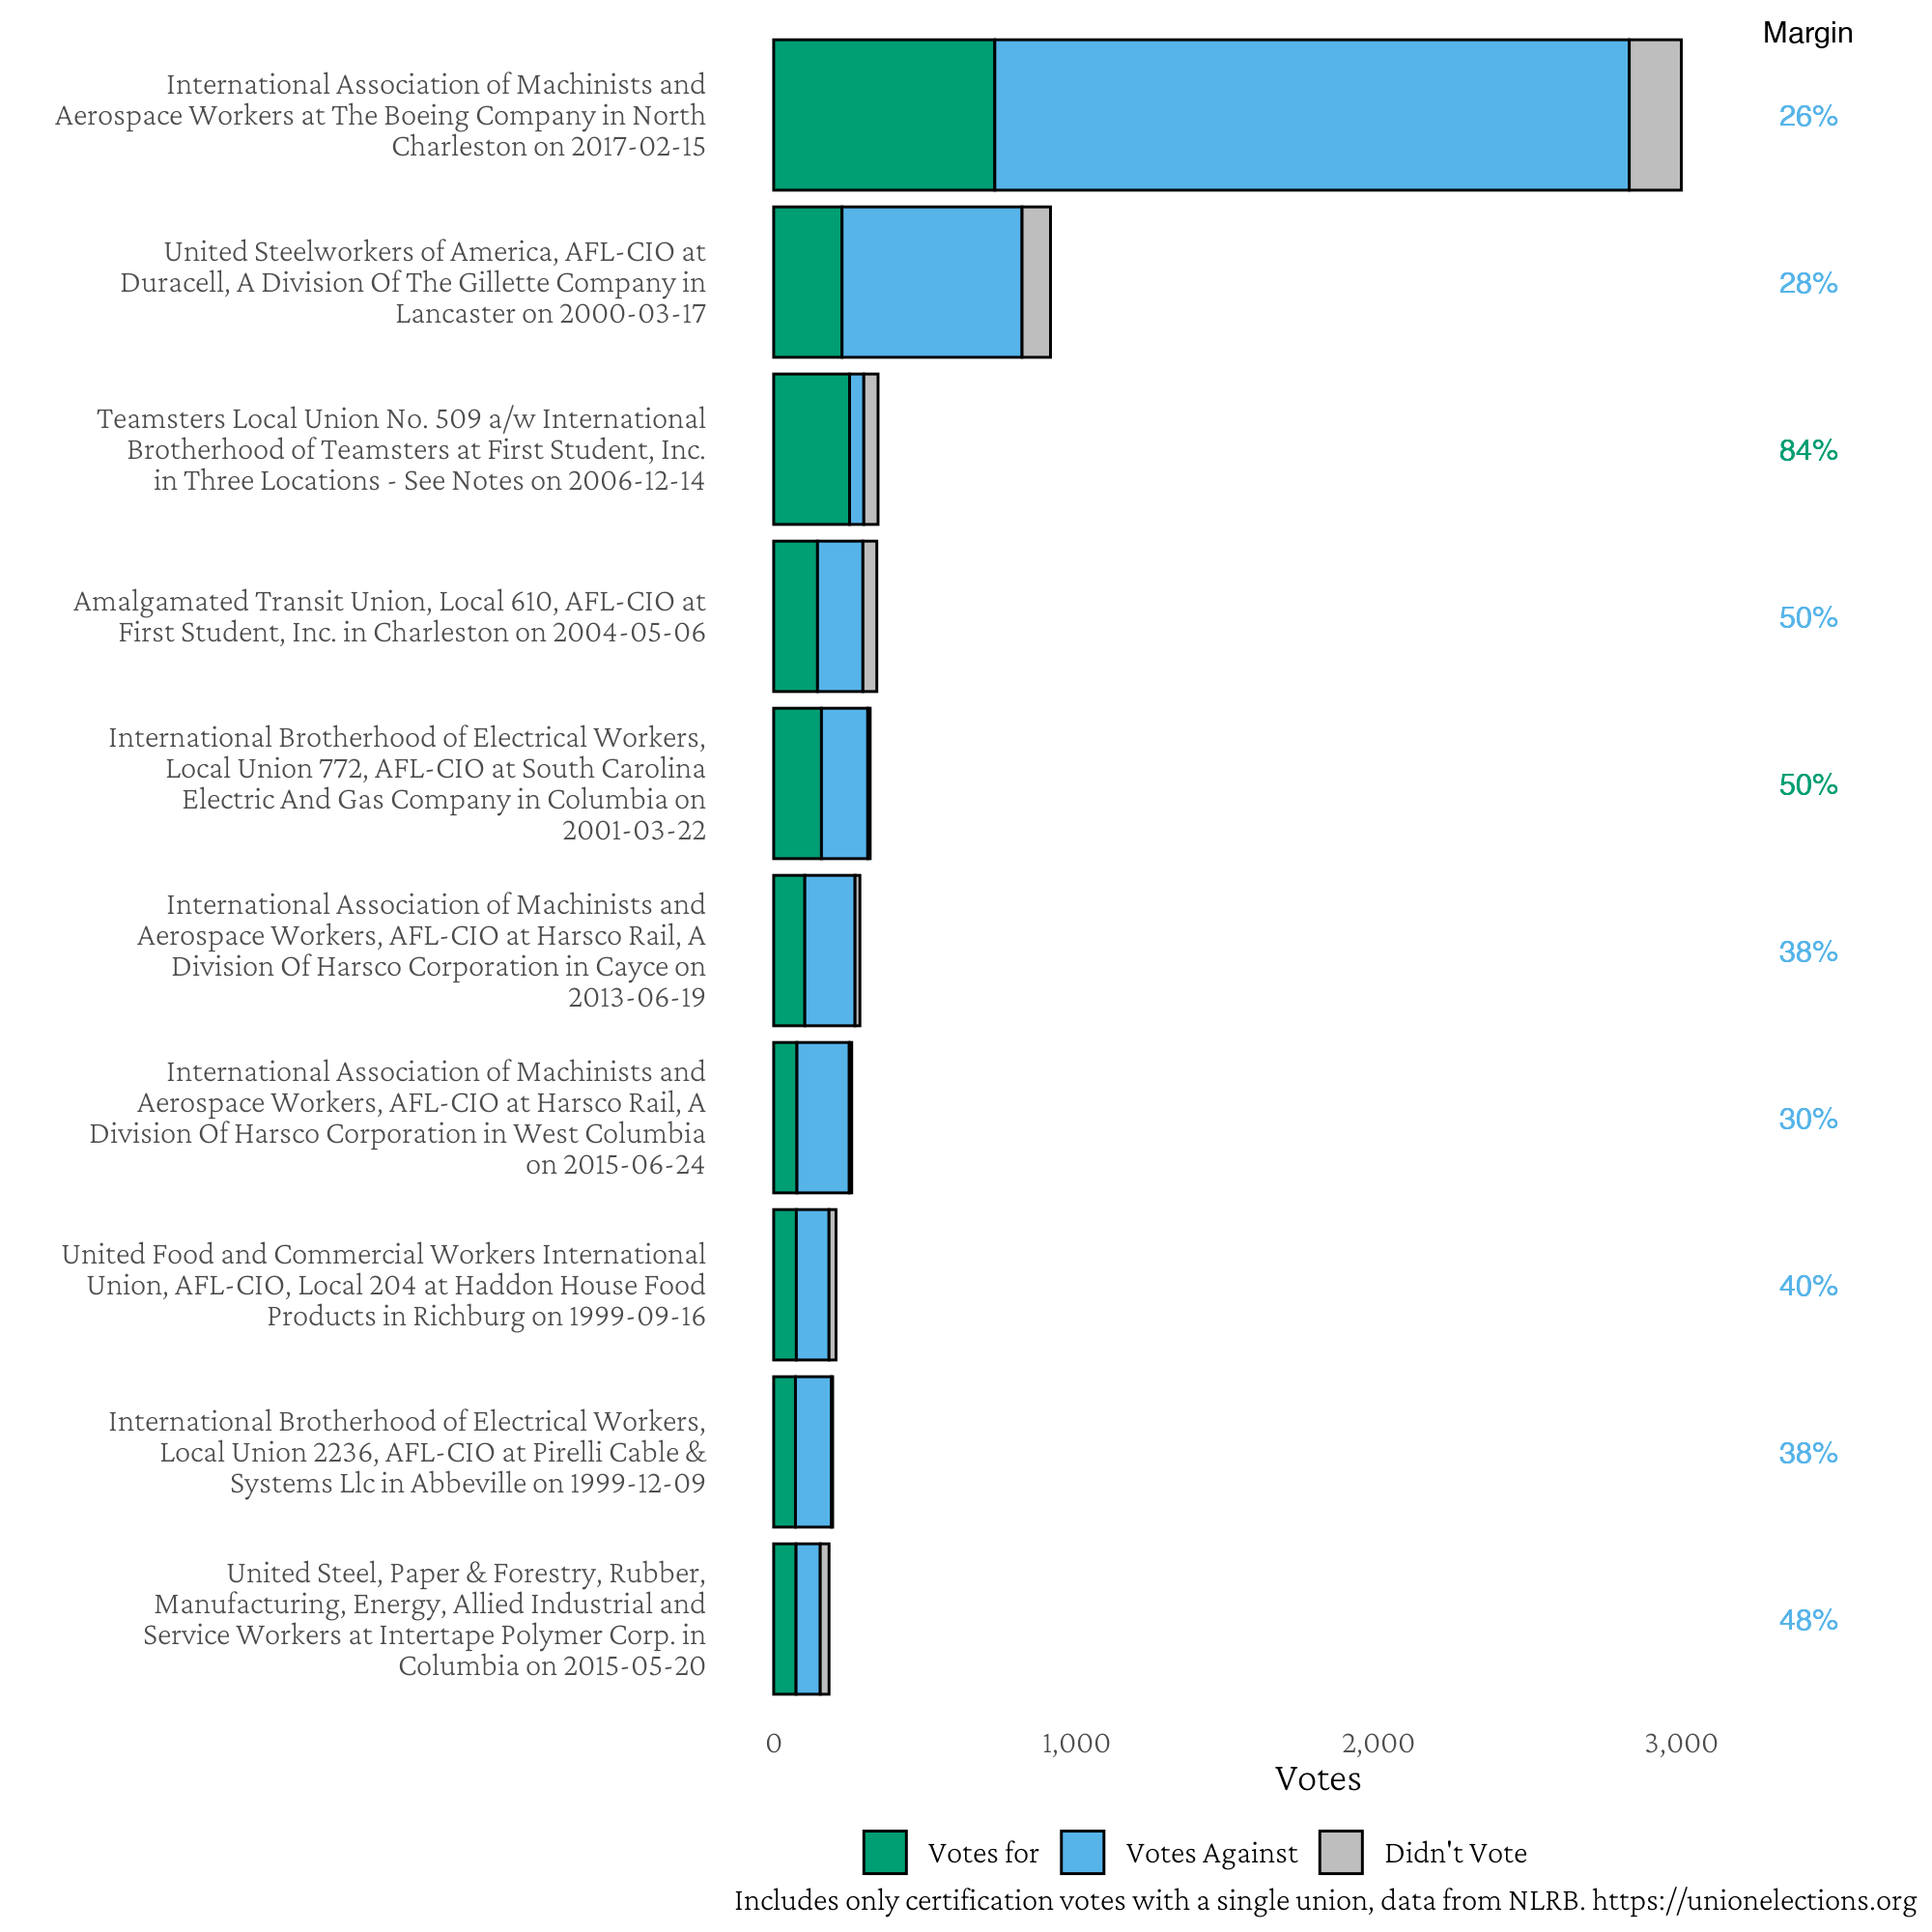 Margin
International Association of Machinists and
Aerospace Workers at The Boeing Company in North
Charleston on 2017-02-15
26%
United Steelworkers of America, AFL-CIO at
Duracell, A Division Of The Gillette Company in
Lancaster on 2000-03-17
28%
Teamsters Local Union No. 509 a/w International
Brotherhood of Teamsters at First Student, Inc.
in Three Locations - See Notes on 2006-12-14
84%
Amalgamated Transit Union, Local 610, AFL-CIO at
First Student, Inc. in Charleston on 2004-05-06
50%
International Brotherhood of Electrical Workers,
Local Union 772, AFL-CIO at South Carolina
Electric And Gas Company in Columbia on
2001-03-22
50%
International Association of Machinists and
Aerospace Workers, AFL-CIO at Harsco Rail, A
Division Of Harsco Corporation in Cayce on
2013-06-19
38%
International Association of Machinists and
Aerospace Workers, AFL-CIO at Harsco Rail, A
Division Of Harsco Corporation in West Columbia
on 2015-06-24
30%
United Food and Commercial Workers International
Union, AFL-CIO, Local 204 at Haddon House Food
Products in Richburg on 1999-09-16
40%
International Brotherhood of Electrical Workers,
Local Union 2236, AFL-CIO at Pirelli Cable &
Systems Llc in Abbeville on 1999-12-09
38%
United Steel, Paper & Forestry, Rubber,
Manufacturing, Energy, Allied Industrial and
Service Workers at Intertape Polymer Corp. in
Columbia on 2015-05-20
48%
0 1,000 2,000 3,000
Votes
Votes for Votes Against Didn't Vote
Includes only certification votes with a single union, data from NLRB. https://unionelections.org